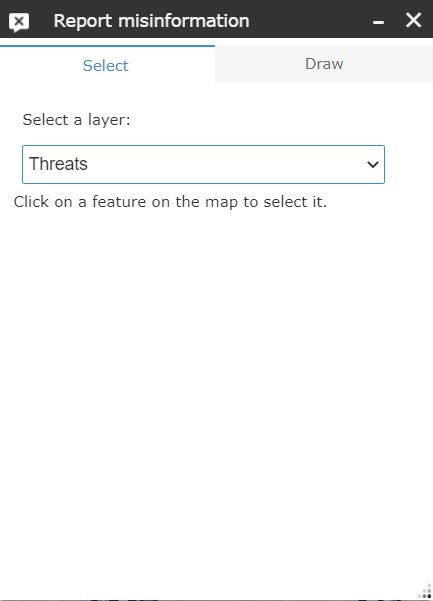 Report misinformation
Select
Draw
Select a layer:
Threats
Click on a feature on the map to select it.